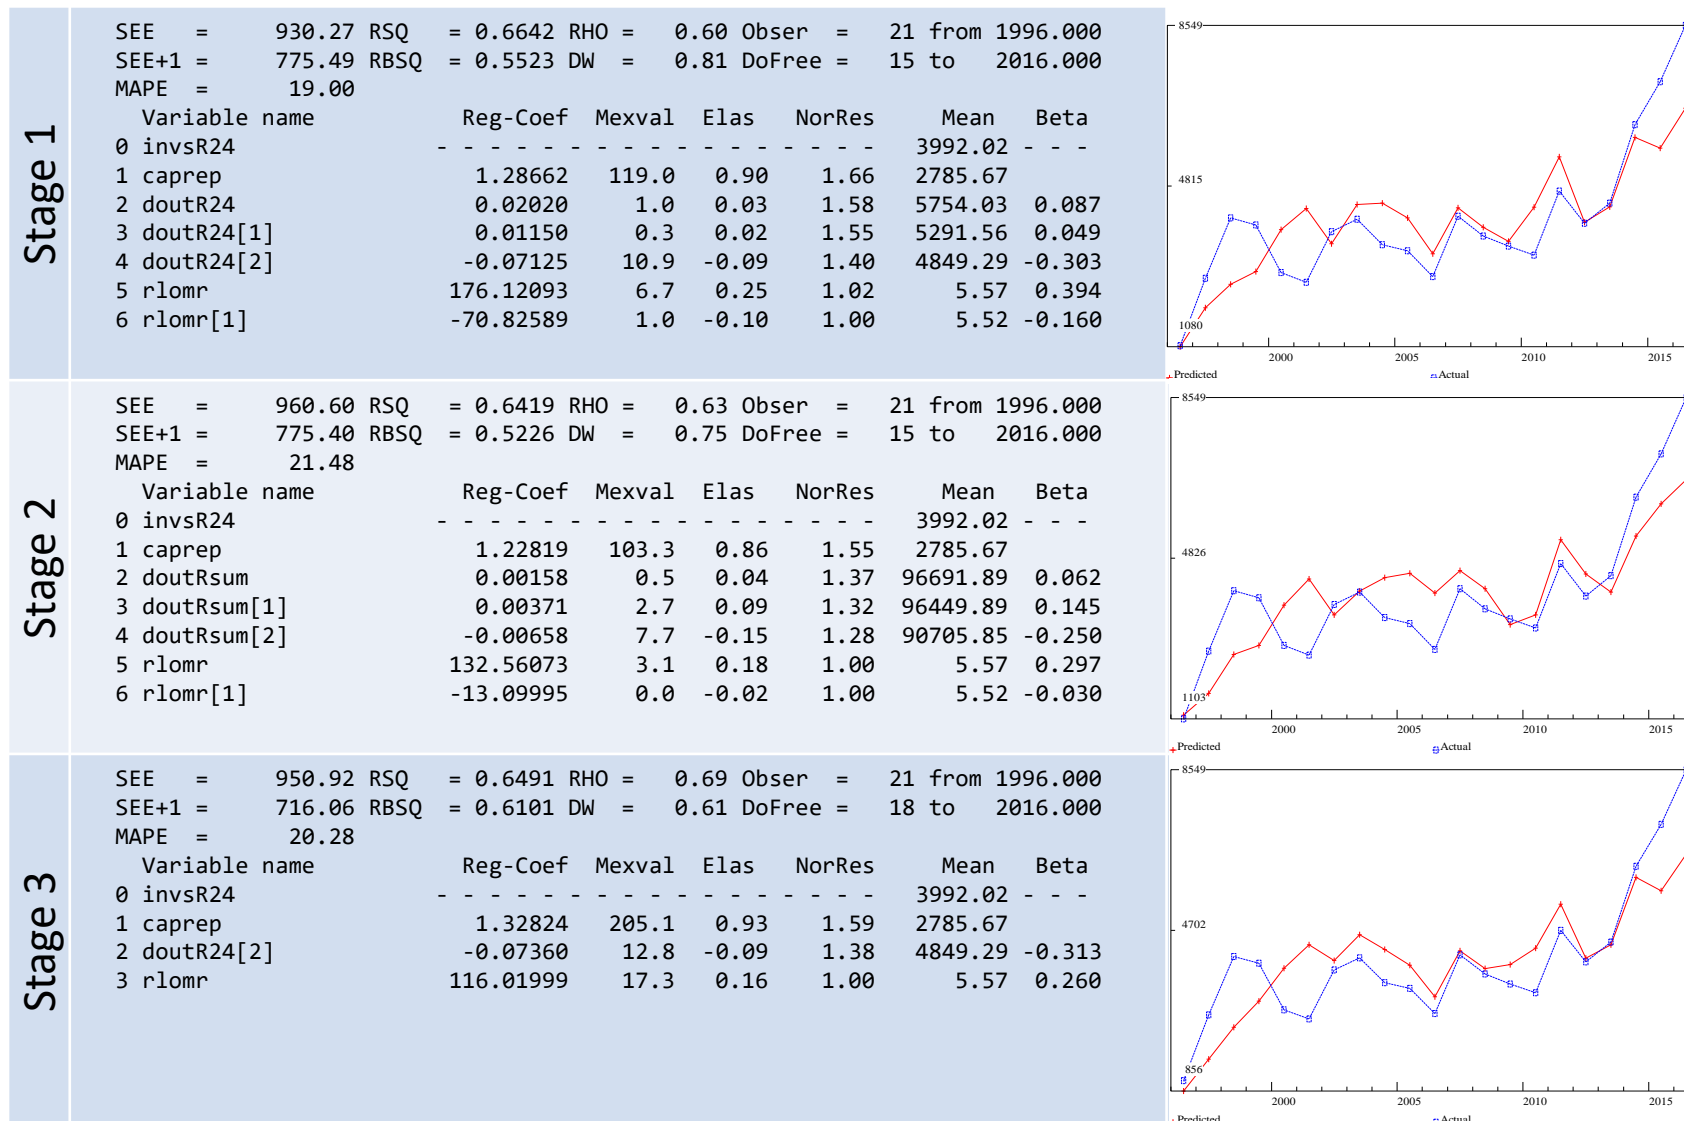 Stage 1
SEE   =     930.27 RSQ   = 0.6642 RHO =   0.60 Obser  =   21 from 1996.000
SEE+1 =     775.49 RBSQ  = 0.5523 DW  =   0.81 DoFree =   15 to   2016.000
MAPE  =      19.00
Variable name           Reg-Coef  Mexval  Elas   NorRes     Mean   Beta
0 invsR24               - - - - - - - - - - - - - - - - -   3992.02 - - -
1 caprep                 1.28662   119.0   0.90    1.66   2785.67
2 doutR24                0.02020     1.0   0.03    1.58   5754.03  0.087
3 doutR24[1]             0.01150     0.3   0.02    1.55   5291.56  0.049
4 doutR24[2]            -0.07125    10.9  -0.09    1.40   4849.29 -0.303
5 rlomr                176.12093     6.7   0.25    1.02      5.57  0.394
6 rlomr[1]             -70.82589     1.0  -0.10    1.00      5.52 -0.160
8549
4815
1080
2000 2005 2010 2015
Predicted Actual
Stage 2
SEE   =     960.60 RSQ   = 0.6419 RHO =   0.63 Obser  =   21 from 1996.000
SEE+1 =     775.40 RBSQ  = 0.5226 DW  =   0.75 DoFree =   15 to   2016.000
MAPE  =      21.48
Variable name           Reg-Coef  Mexval  Elas   NorRes     Mean   Beta
0 invsR24               - - - - - - - - - - - - - - - - -   3992.02 - - -
1 caprep                 1.22819   103.3   0.86    1.55   2785.67
2 doutRsum               0.00158     0.5   0.04    1.37  96691.89  0.062
3 doutRsum[1]            0.00371     2.7   0.09    1.32  96449.89  0.145
4 doutRsum[2]           -0.00658     7.7  -0.15    1.28  90705.85 -0.250
5 rlomr                132.56073     3.1   0.18    1.00      5.57  0.297
6 rlomr[1]             -13.09995     0.0  -0.02    1.00      5.52 -0.030
8549
4826
1103
2000 2005 2010 2015
Predicted Actual
Stage 3
SEE   =     950.92 RSQ   = 0.6491 RHO =   0.69 Obser  =   21 from 1996.000
SEE+1 =     716.06 RBSQ  = 0.6101 DW  =   0.61 DoFree =   18 to   2016.000
MAPE  =      20.28
Variable name           Reg-Coef  Mexval  Elas   NorRes     Mean   Beta
0 invsR24               - - - - - - - - - - - - - - - - -   3992.02 - - -
1 caprep                 1.32824   205.1   0.93    1.59   2785.67
2 doutR24[2]            -0.07360    12.8  -0.09    1.38   4849.29 -0.313
3 rlomr                116.01999    17.3   0.16    1.00      5.57  0.260
8549
4702
856
2000 2005 2010 2015
Predicted Actual